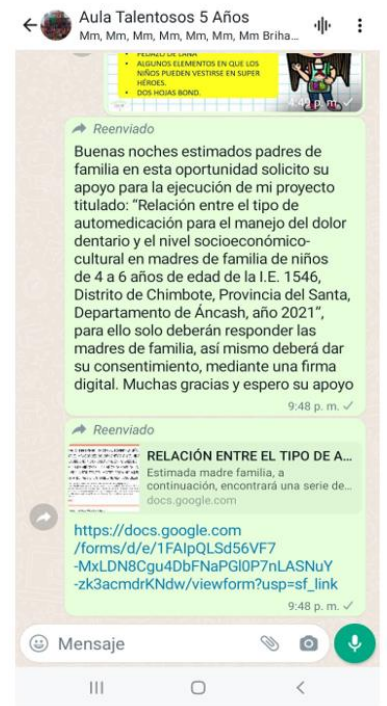 Aula Talentosos 5 Años
Mm, Mm, Mm, Mm, Mm, Mm Briha...
PEDAZO DE LANA.
ALGUNOS ELEMENTOS EN QUE LOS
NIÑOS PUEDEN VESTIRSE EN SUPER
HÉROES.
DOS HOJAS BOND.
4:49 p. m.
Reenviado
Buenas noches estimados padres de
familia en esta oportunidad solicito su
apoyo para la ejecución de mi proyecto
titulado: “Relación entre el tipo de
automedicación para el manejo del dolor
dentario y el nivel socioeconómico-
cultural en madres de familia de niños
de 4 a 6 años de edad de la I.E. 1546,
Distrito de Chimbote, Provincia del Santa,
Departamento de Áncash, año 2021”,
para ello solo deberán responder las
madres de familia, así mismo deberá dar
su consentimiento, mediante una firma
digital. Muchas gracias y espero su apoyo
9:48 p. m.
Reenviado
RELACIÓN ENTRE EL TIPO DE A...
Estimada madre familia, a
continuación, encontrará una serie de...
docs.google.com
https://docs.google.com
/forms/d/e/1FAIpQLSd56VF7
-MxLDN8Cgu4DbFNaPGl0P7nLASNuY
-zk3acmdrKNdw/viewform?usp=sf_link
9:48 p. m.
Mensaje